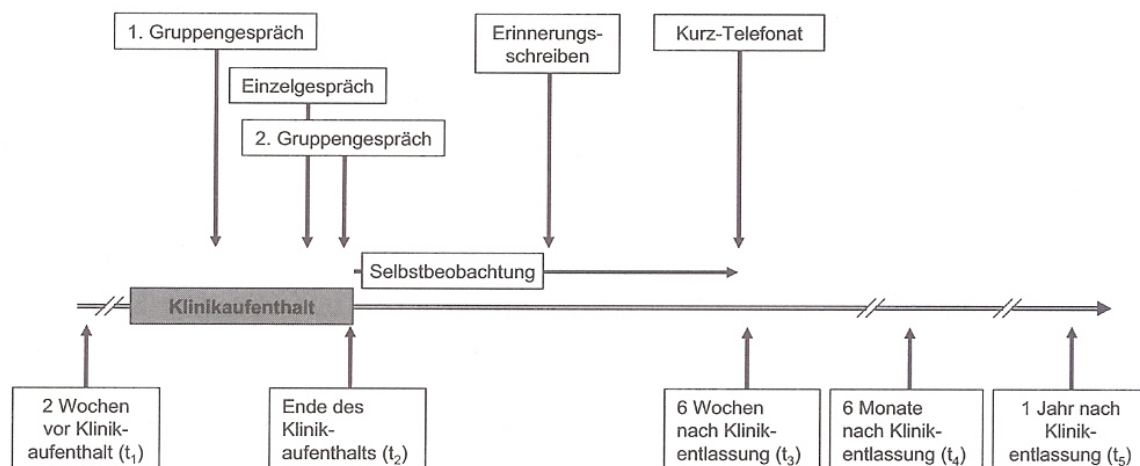 1. Gruppengespräch
Erinnerungs-
schreiben
Kurz-Telefonat
Einzelgespräch
2. Gruppengespräch
Selbstbeobachtung
Klinikaufenthalt
2 Wochen
vor Klinik-
aufenthalt (t₁)
Ende des
Klinik-
aufenthalts (t₂)
6 Wochen
nach Klinik-
entlassung (t₃)
6 Monate
nach Klinik-
entlassung (t₄)
1 Jahr nach
Klinik-
entlassung (t₅)